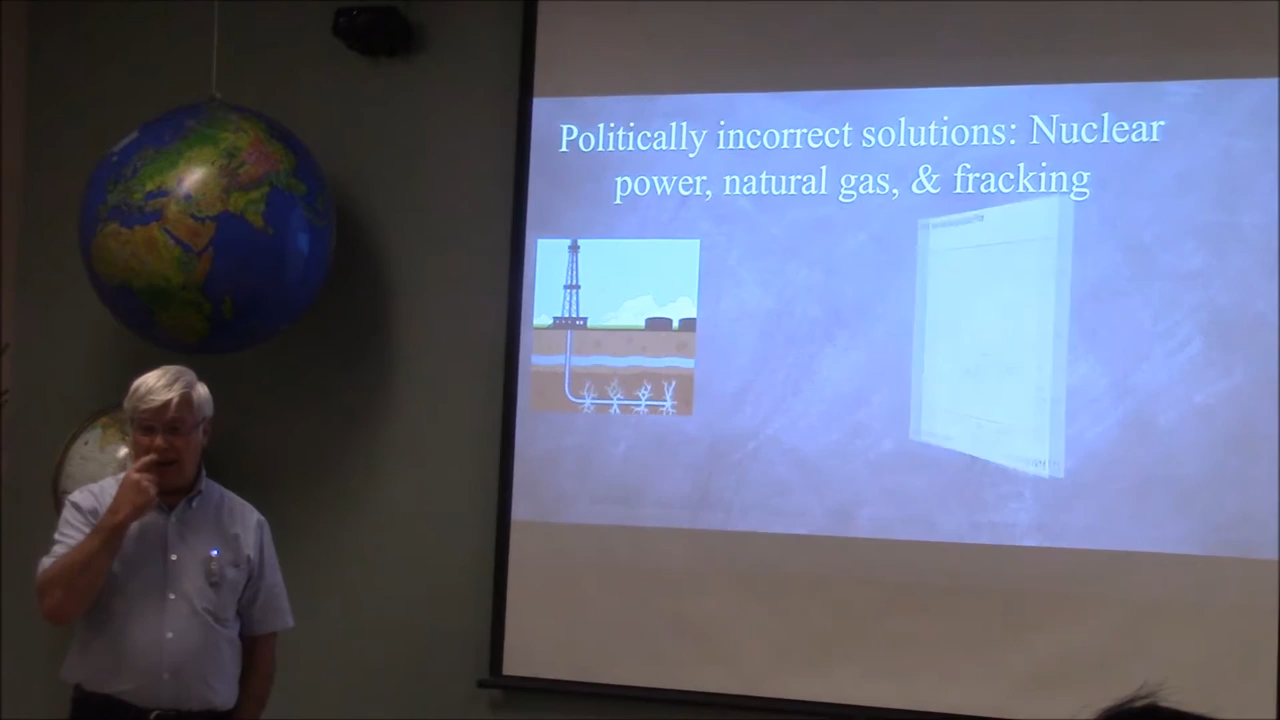 Politically incorrect solutions: Nuclear
power, natural gas, & fracking